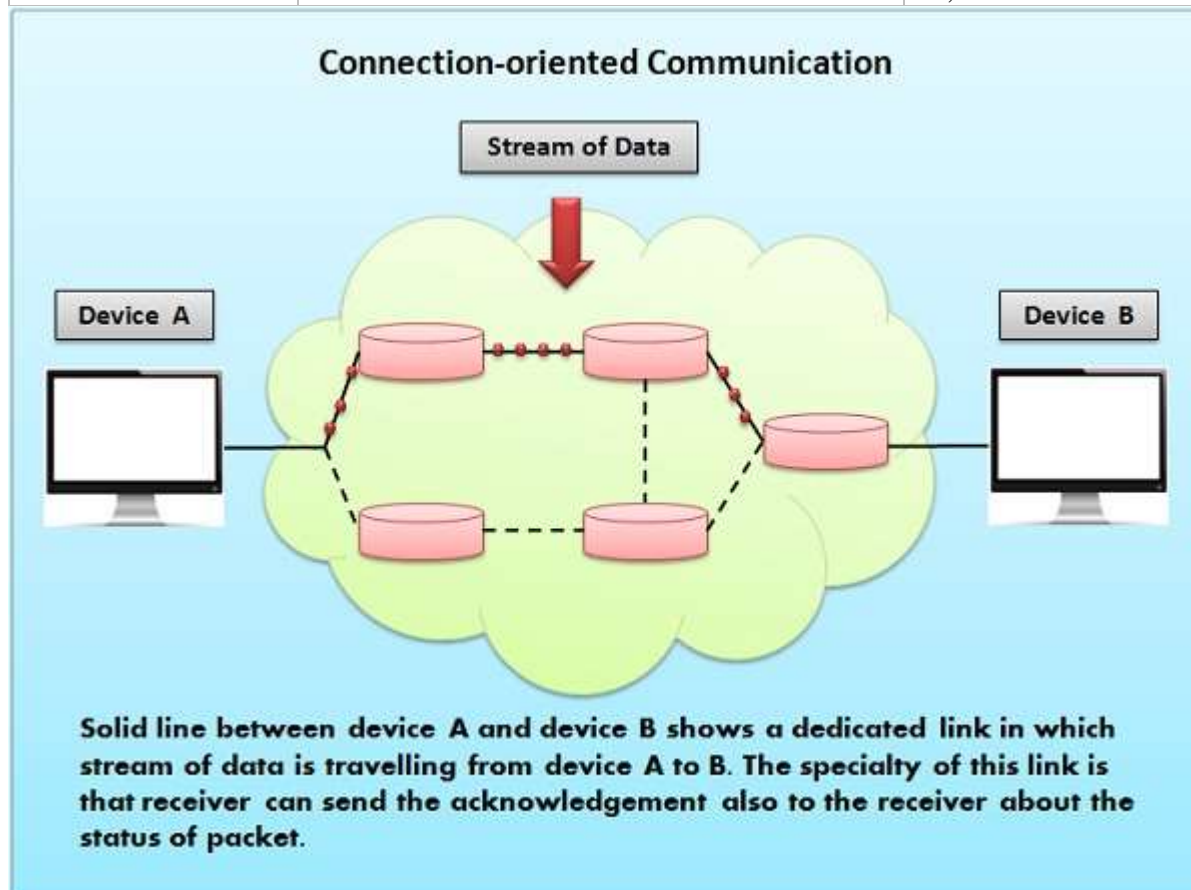 Connection-oriented Communication
Stream of Data
Device A
Device B
Solid line between device A and device B shows a dedicated link in which
stream of data is travelling from device A to B. The specialty of this link is
that receiver can send the acknowledgement also to the receiver about the
status of packet.